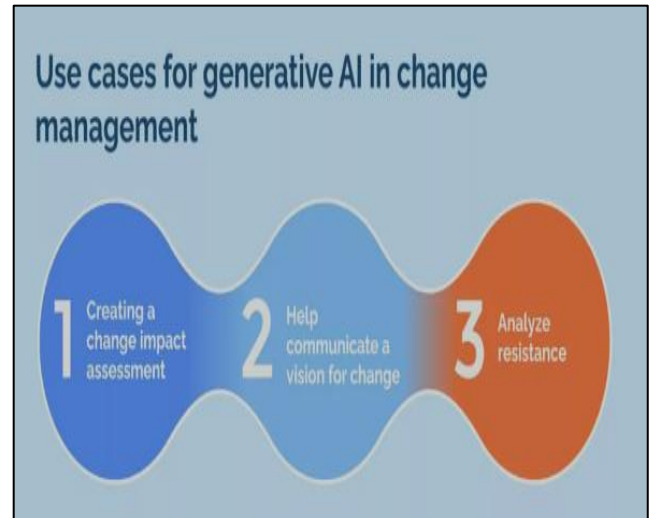 Use cases for generative AI in change
management
1
Creating a
change impact
assessment
2
Help
communicate a
vision for change
3
Analyze
resistance